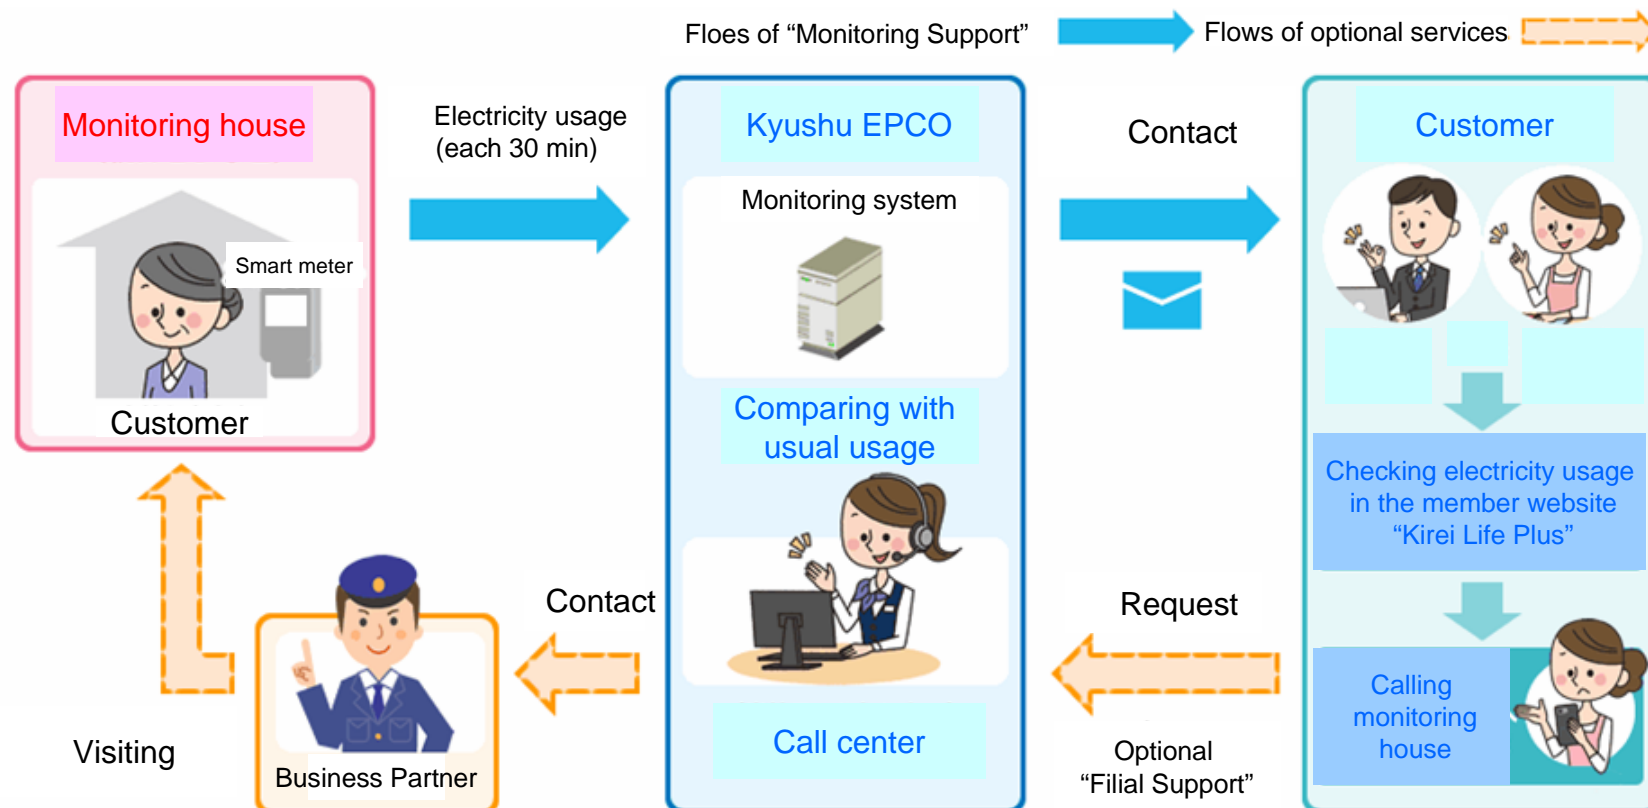 Floes of “Monitoring Support”
Flows of optional services
Monitoring house
Smart meter
Customer
Electricity usage
(each 30 min)
Kyushu EPCO
Monitoring system
Comparing with
usual usage
Call center
Contact
Customer
Checking electricity usage
in the member website
“Kirei Life Plus”
Calling
monitoring
house
Request
Optional
“Filial Support”
Contact
Business Partner
Visiting